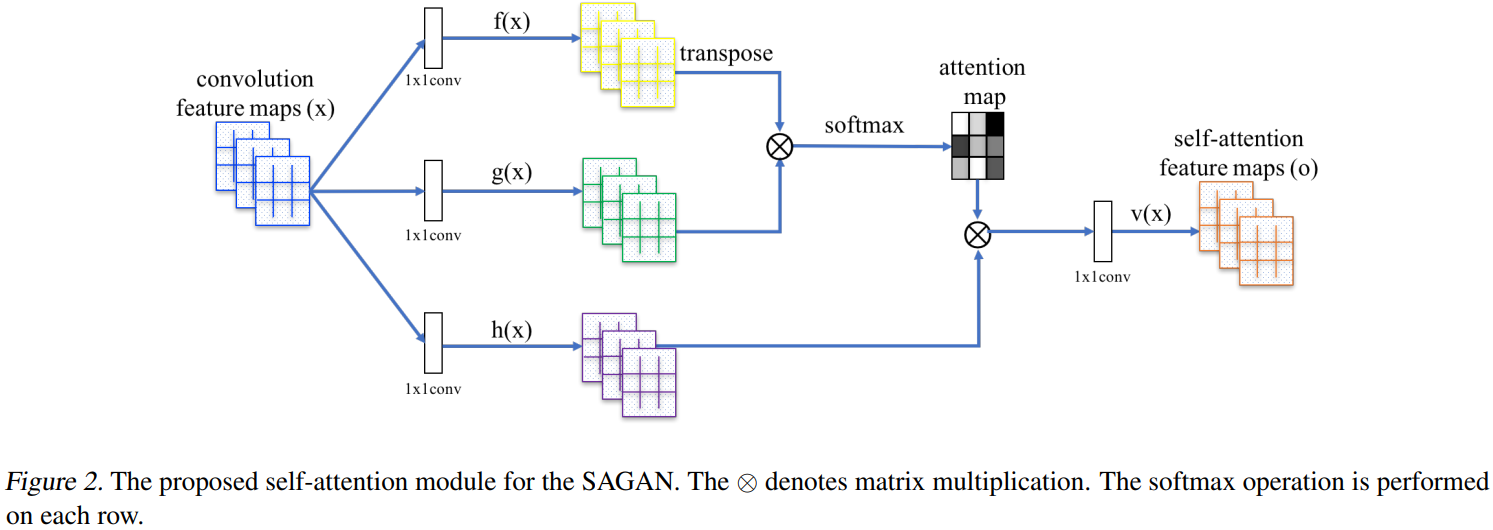 convolution
feature maps (x)
f(x)
1x1conv
transpose
g(x)
1x1conv
h(x)
1x1conv
softmax
attention
map
v(x)
1x1conv
self-attention
feature maps (o)
Figure 2. The proposed self-attention module for the SAGAN. The ⊗ denotes matrix multiplication. The softmax operation is performed
on each row.